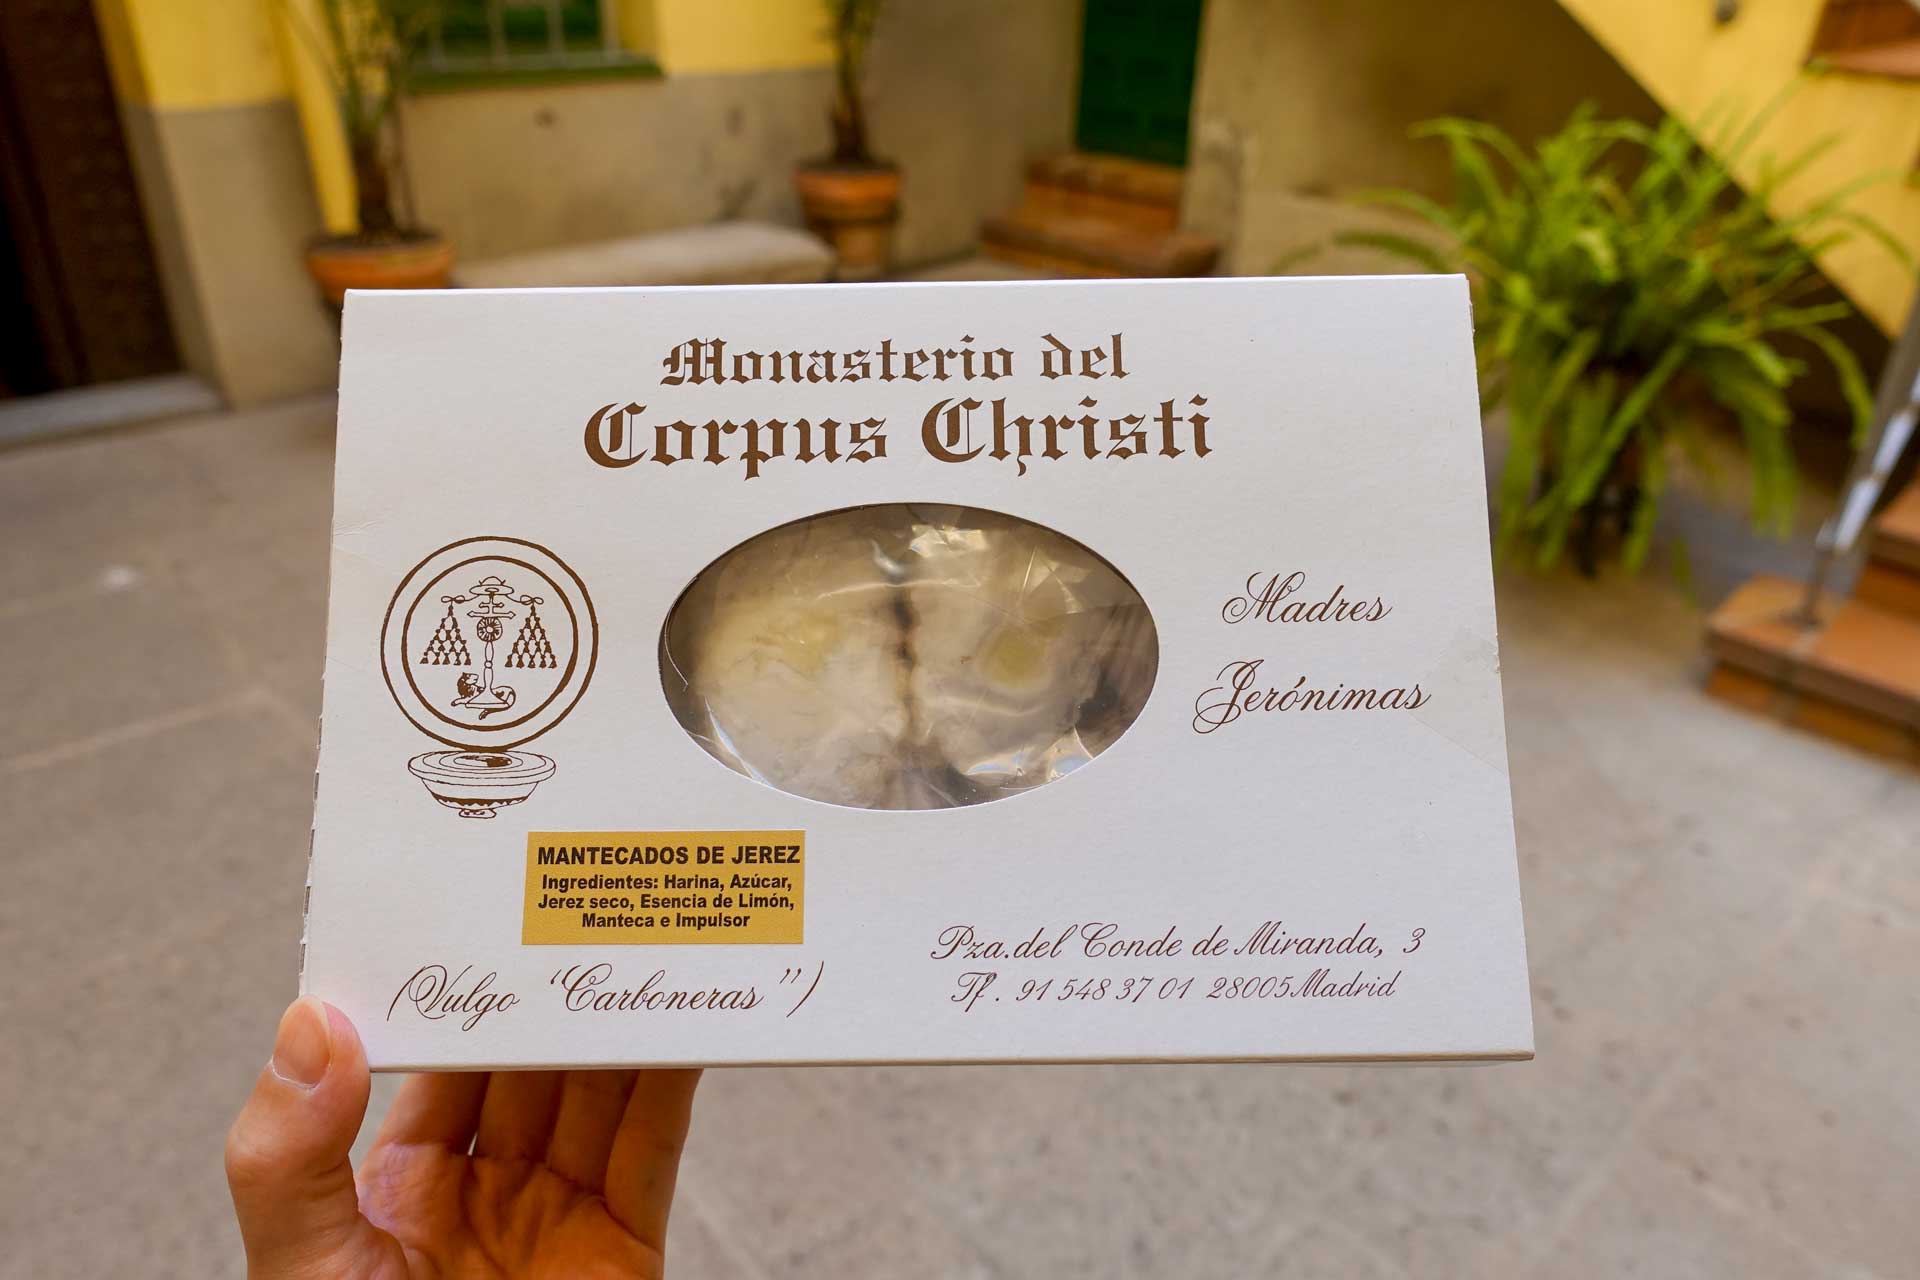 Monasterio del
Corpus Christi
Madres
Jerónimas
MANTECADOS DE JEREZ
Ingredientes: Harina, Azúcar,
Jerez seco, Esencia de Limón,
Manteca e Impulsor
(Vulgo "Carboneras")
Pza. del Conde de Miranda, 3
Tf. 91 548 37 01 28005 Madrid